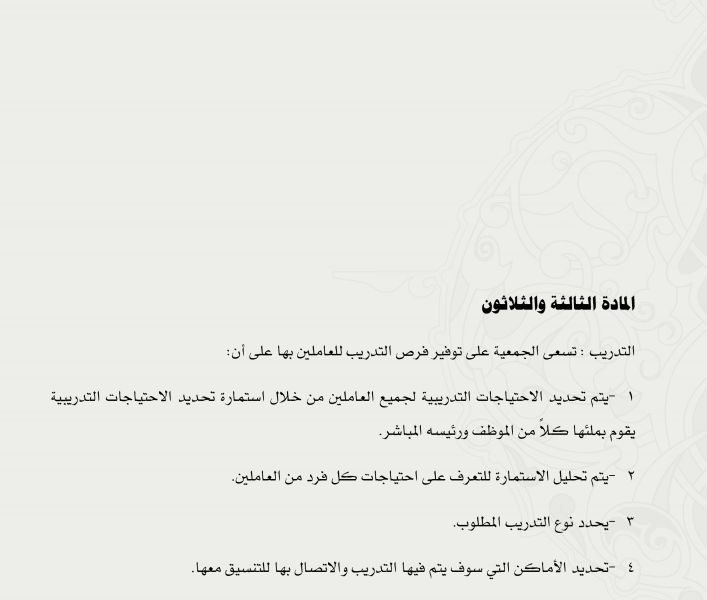 المادة الثالثة والثلاثون
التدريب : تسعى الجمعية على توفير فرص التدريب للعاملين بها على أن:
١ -يتم تحديد الاحتياجات التدريبية لجميع العاملين من خلال استمارة تحديد الاحتياجات التدريبية
يقوم بملئها كلاً من الموظف ورئيسه المباشر.
٢ -يتم تحليل الاستمارة للتعرف على احتياجات كل فرد من العاملين.
٣ -يحدد نوع التدريب المطلوب.
٤ -تحديد الأماكن التي سوف يتم فيها التدريب والاتصال بها للتنسيق معها.